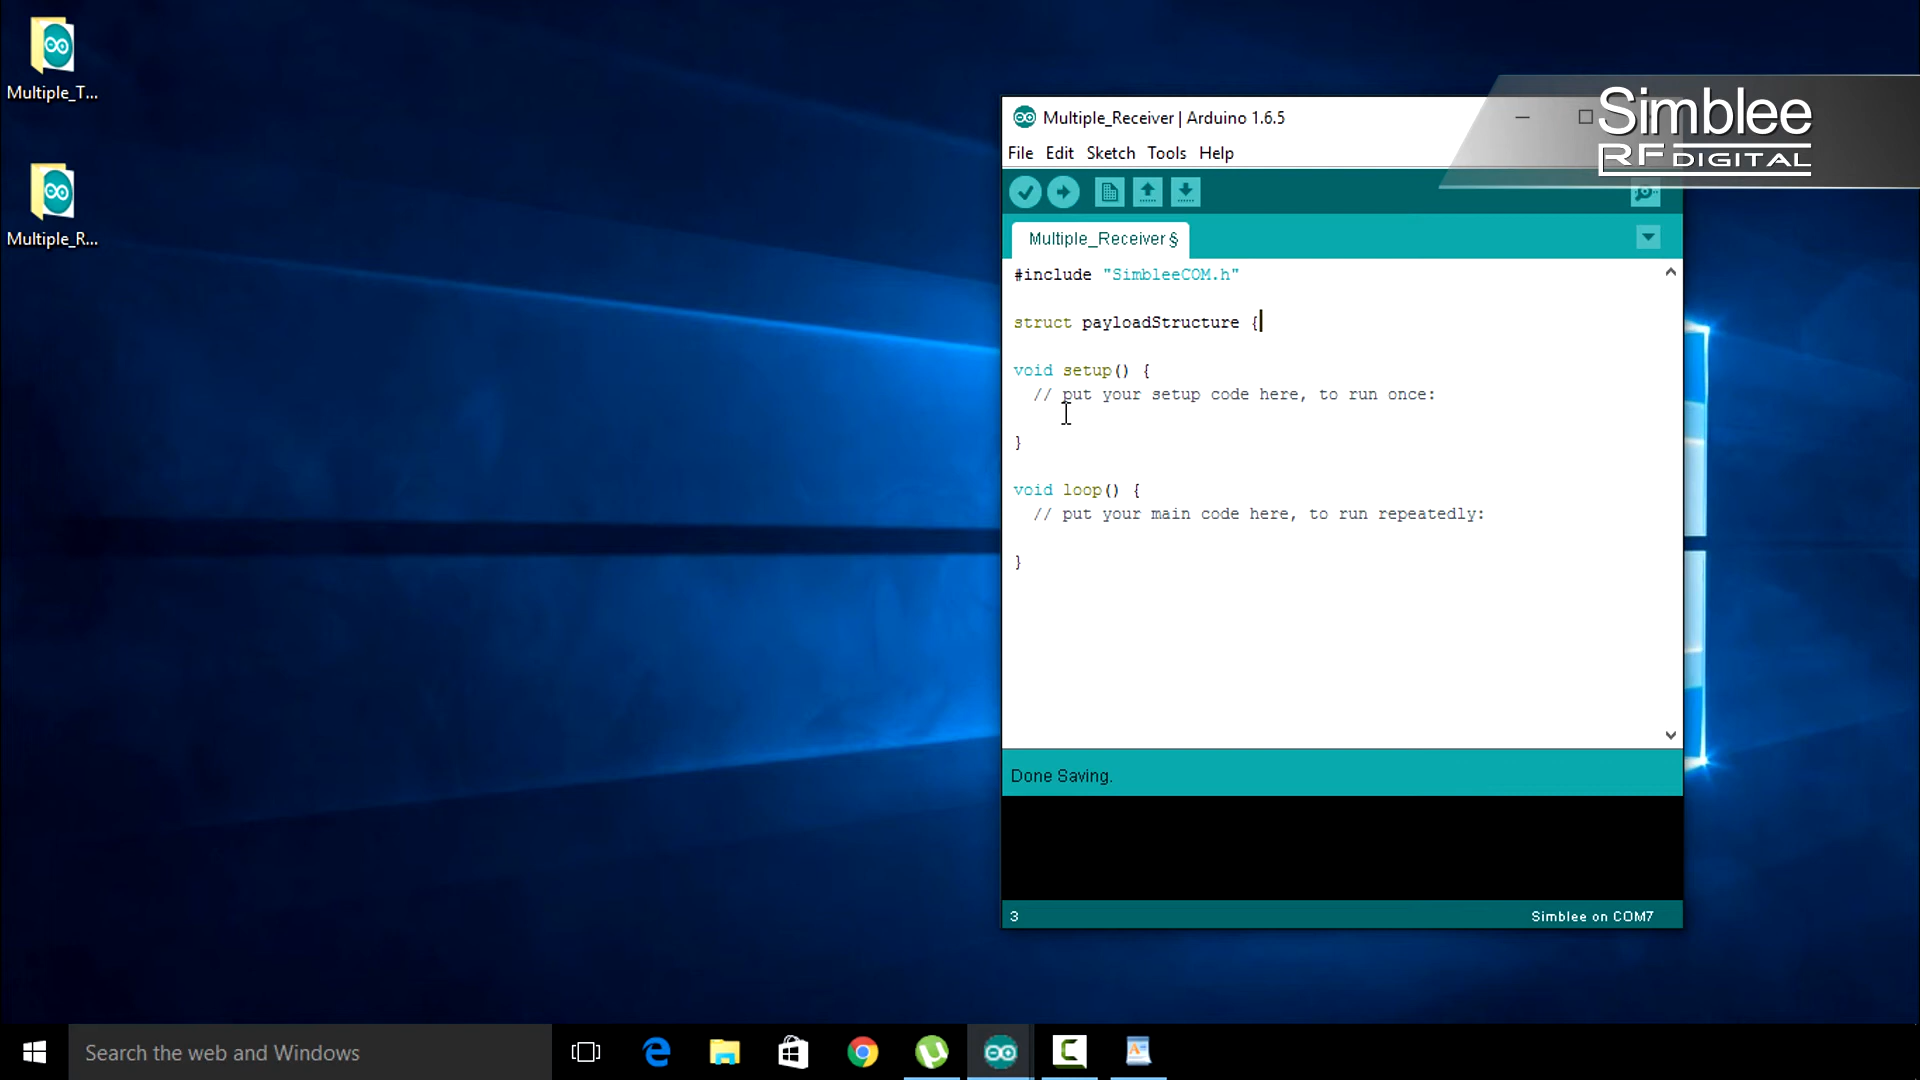 Multiple_T...
Multiple_R...
Simblee
RFDIGITAL
Multiple_Receiver | Arduino 1.6.5
File Edit Sketch Tools Help
Multiple_Receiver §
#include "SimbleeCOM.h"
struct payloadStructure {
void setup() {
// put your setup code here, to run once:
}
void loop() {
// put your main code here, to run repeatedly:
}
Done Saving.
3
Simblee on COM7
Search the web and Windows